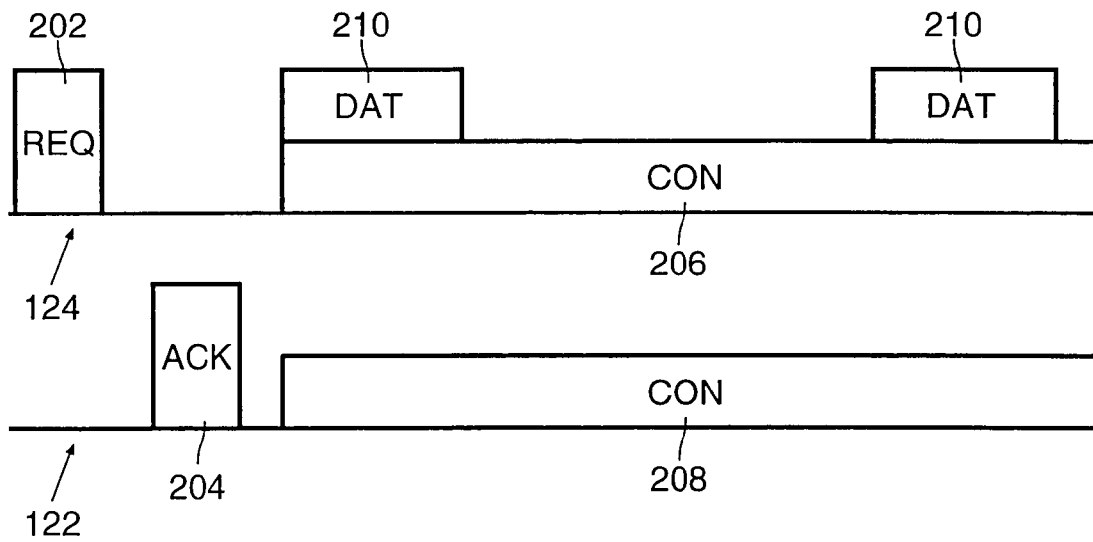 202 210 210
DAT DAT
REQ
CON
206
124
ACK
CON
204 208
122